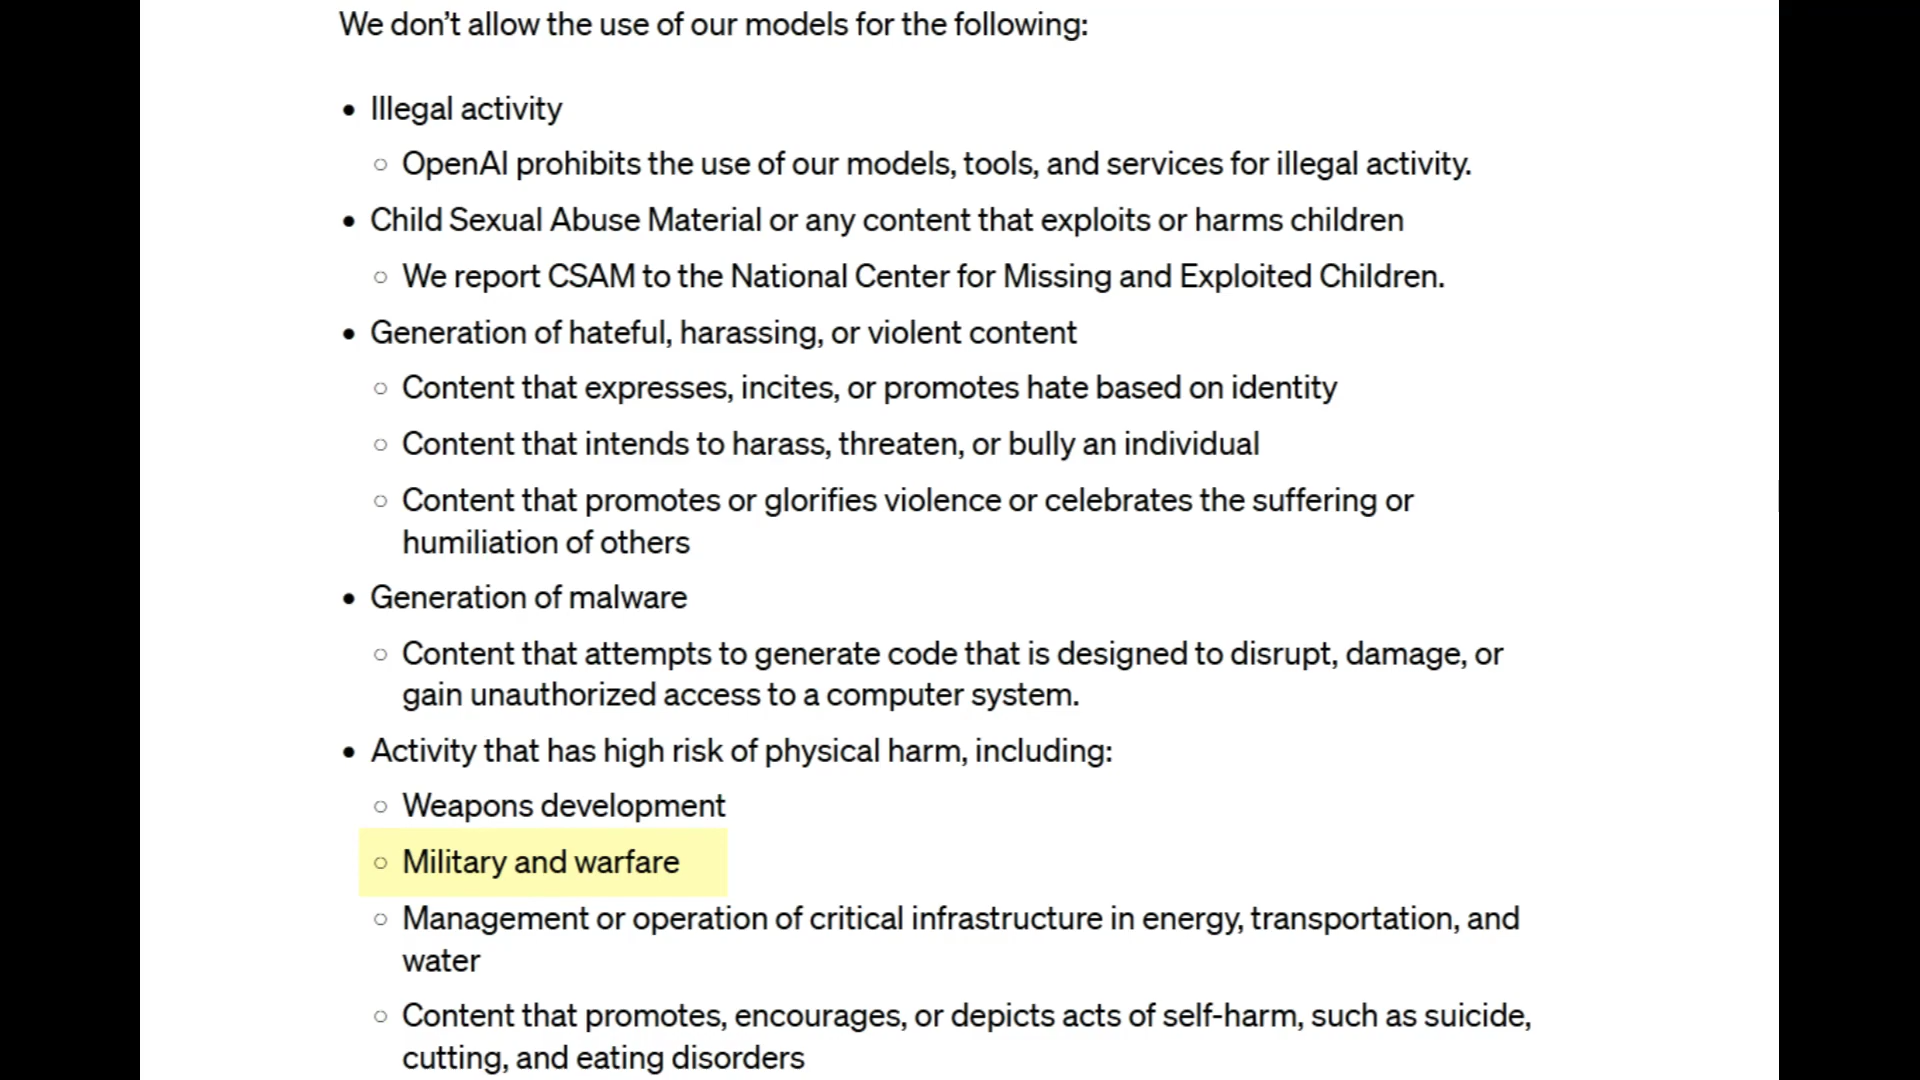 We don’t allow the use of our models for the following:
• Illegal activity
○ OpenAI prohibits the use of our models, tools, and services for illegal activity.
• Child Sexual Abuse Material or any content that exploits or harms children
○ We report CSAM to the National Center for Missing and Exploited Children.
• Generation of hateful, harassing, or violent content
○ Content that expresses, incites, or promotes hate based on identity
○ Content that intends to harass, threaten, or bully an individual
○ Content that promotes or glorifies violence or celebrates the suffering or
humiliation of others
• Generation of malware
○ Content that attempts to generate code that is designed to disrupt, damage, or
gain unauthorized access to a computer system.
• Activity that has high risk of physical harm, including:
○ Weapons development
○ Military and warfare
○ Management or operation of critical infrastructure in energy, transportation, and
water
○ Content that promotes, encourages, or depicts acts of self-harm, such as suicide,
cutting, and eating disorders